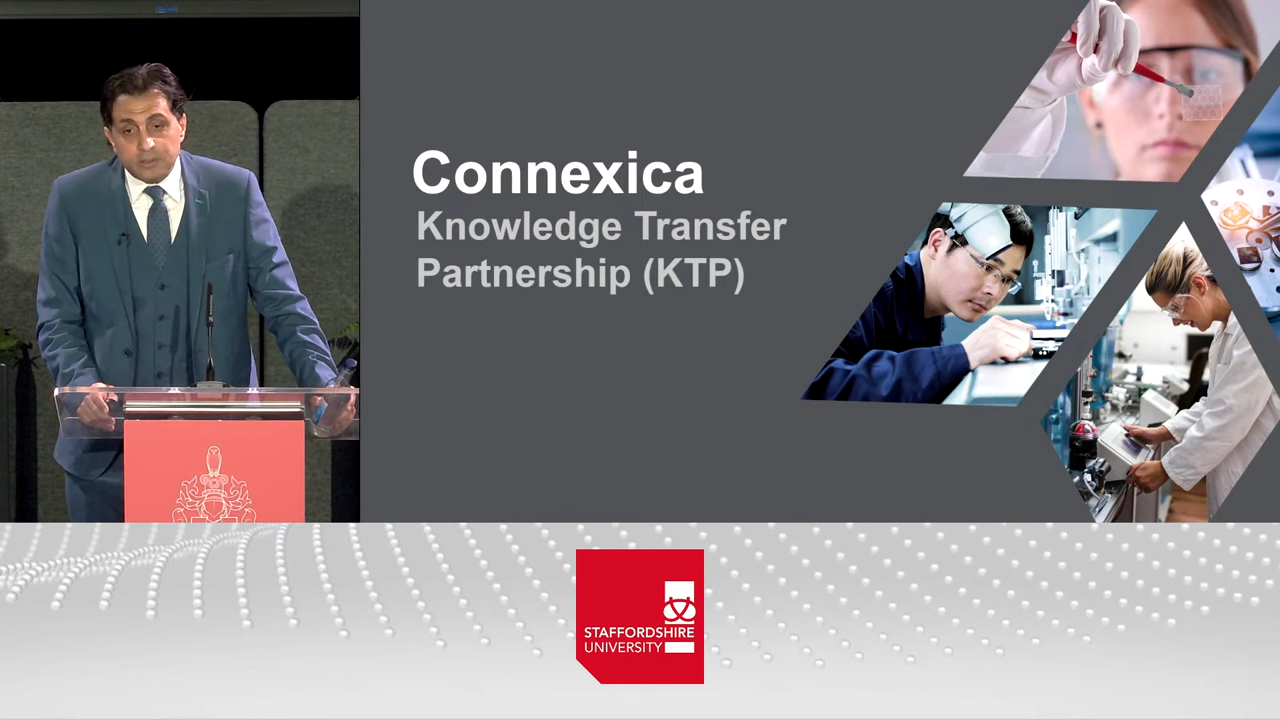 Connexica
Knowledge Transfer
Partnership (KTP)
STAFFORDSHIRE
UNIVERSITY